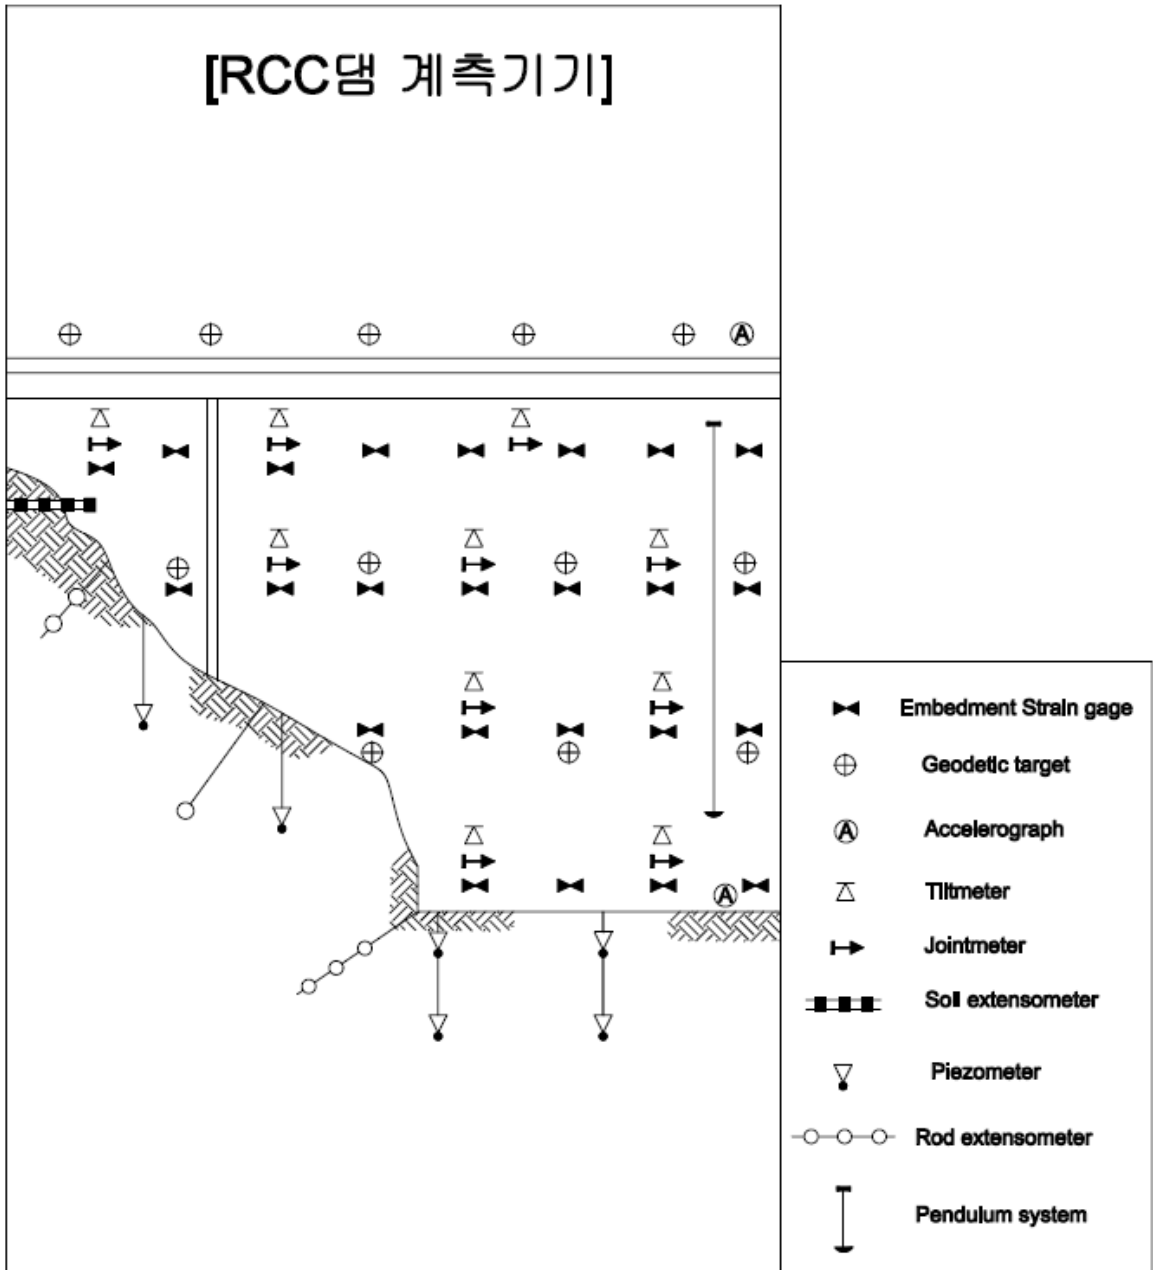 [RCC댐 계측기기]
A
A
Embedment Strain gage
Geodetic target
A
Accelerograph
Tiltmeter
Jointmeter
Soil extensometer
Piezometer
Rod extensometer
Pendulum system